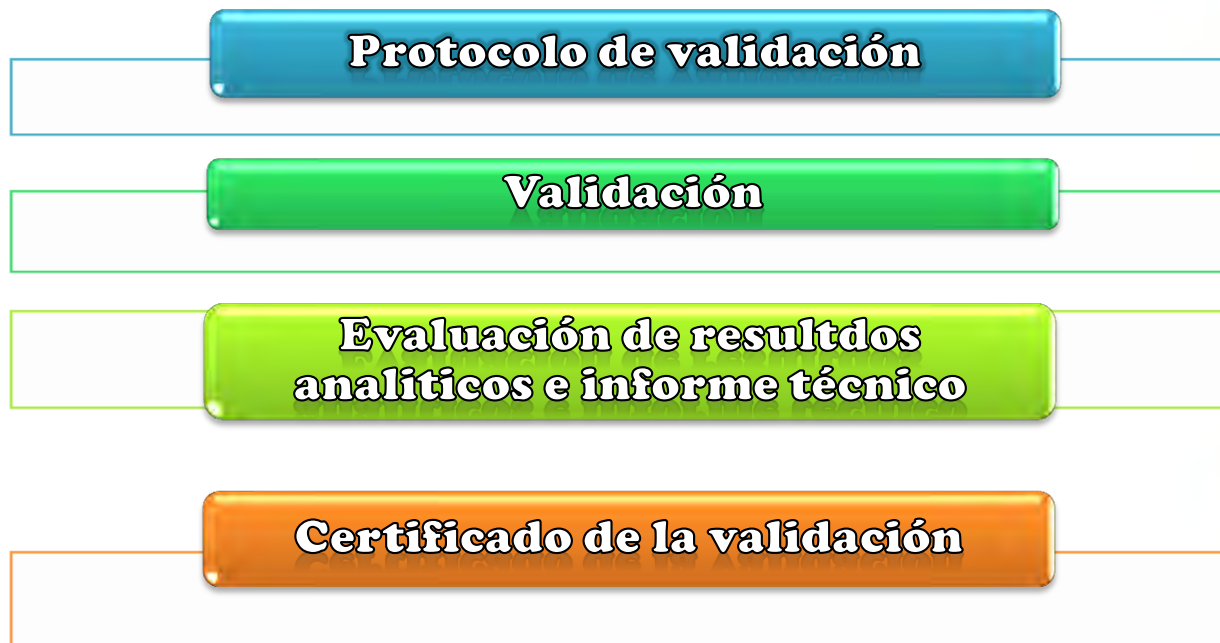 Protocolo de validación
Validación
Evaluación de resultdos
analiticos e informe técnico
Certificado de la validación